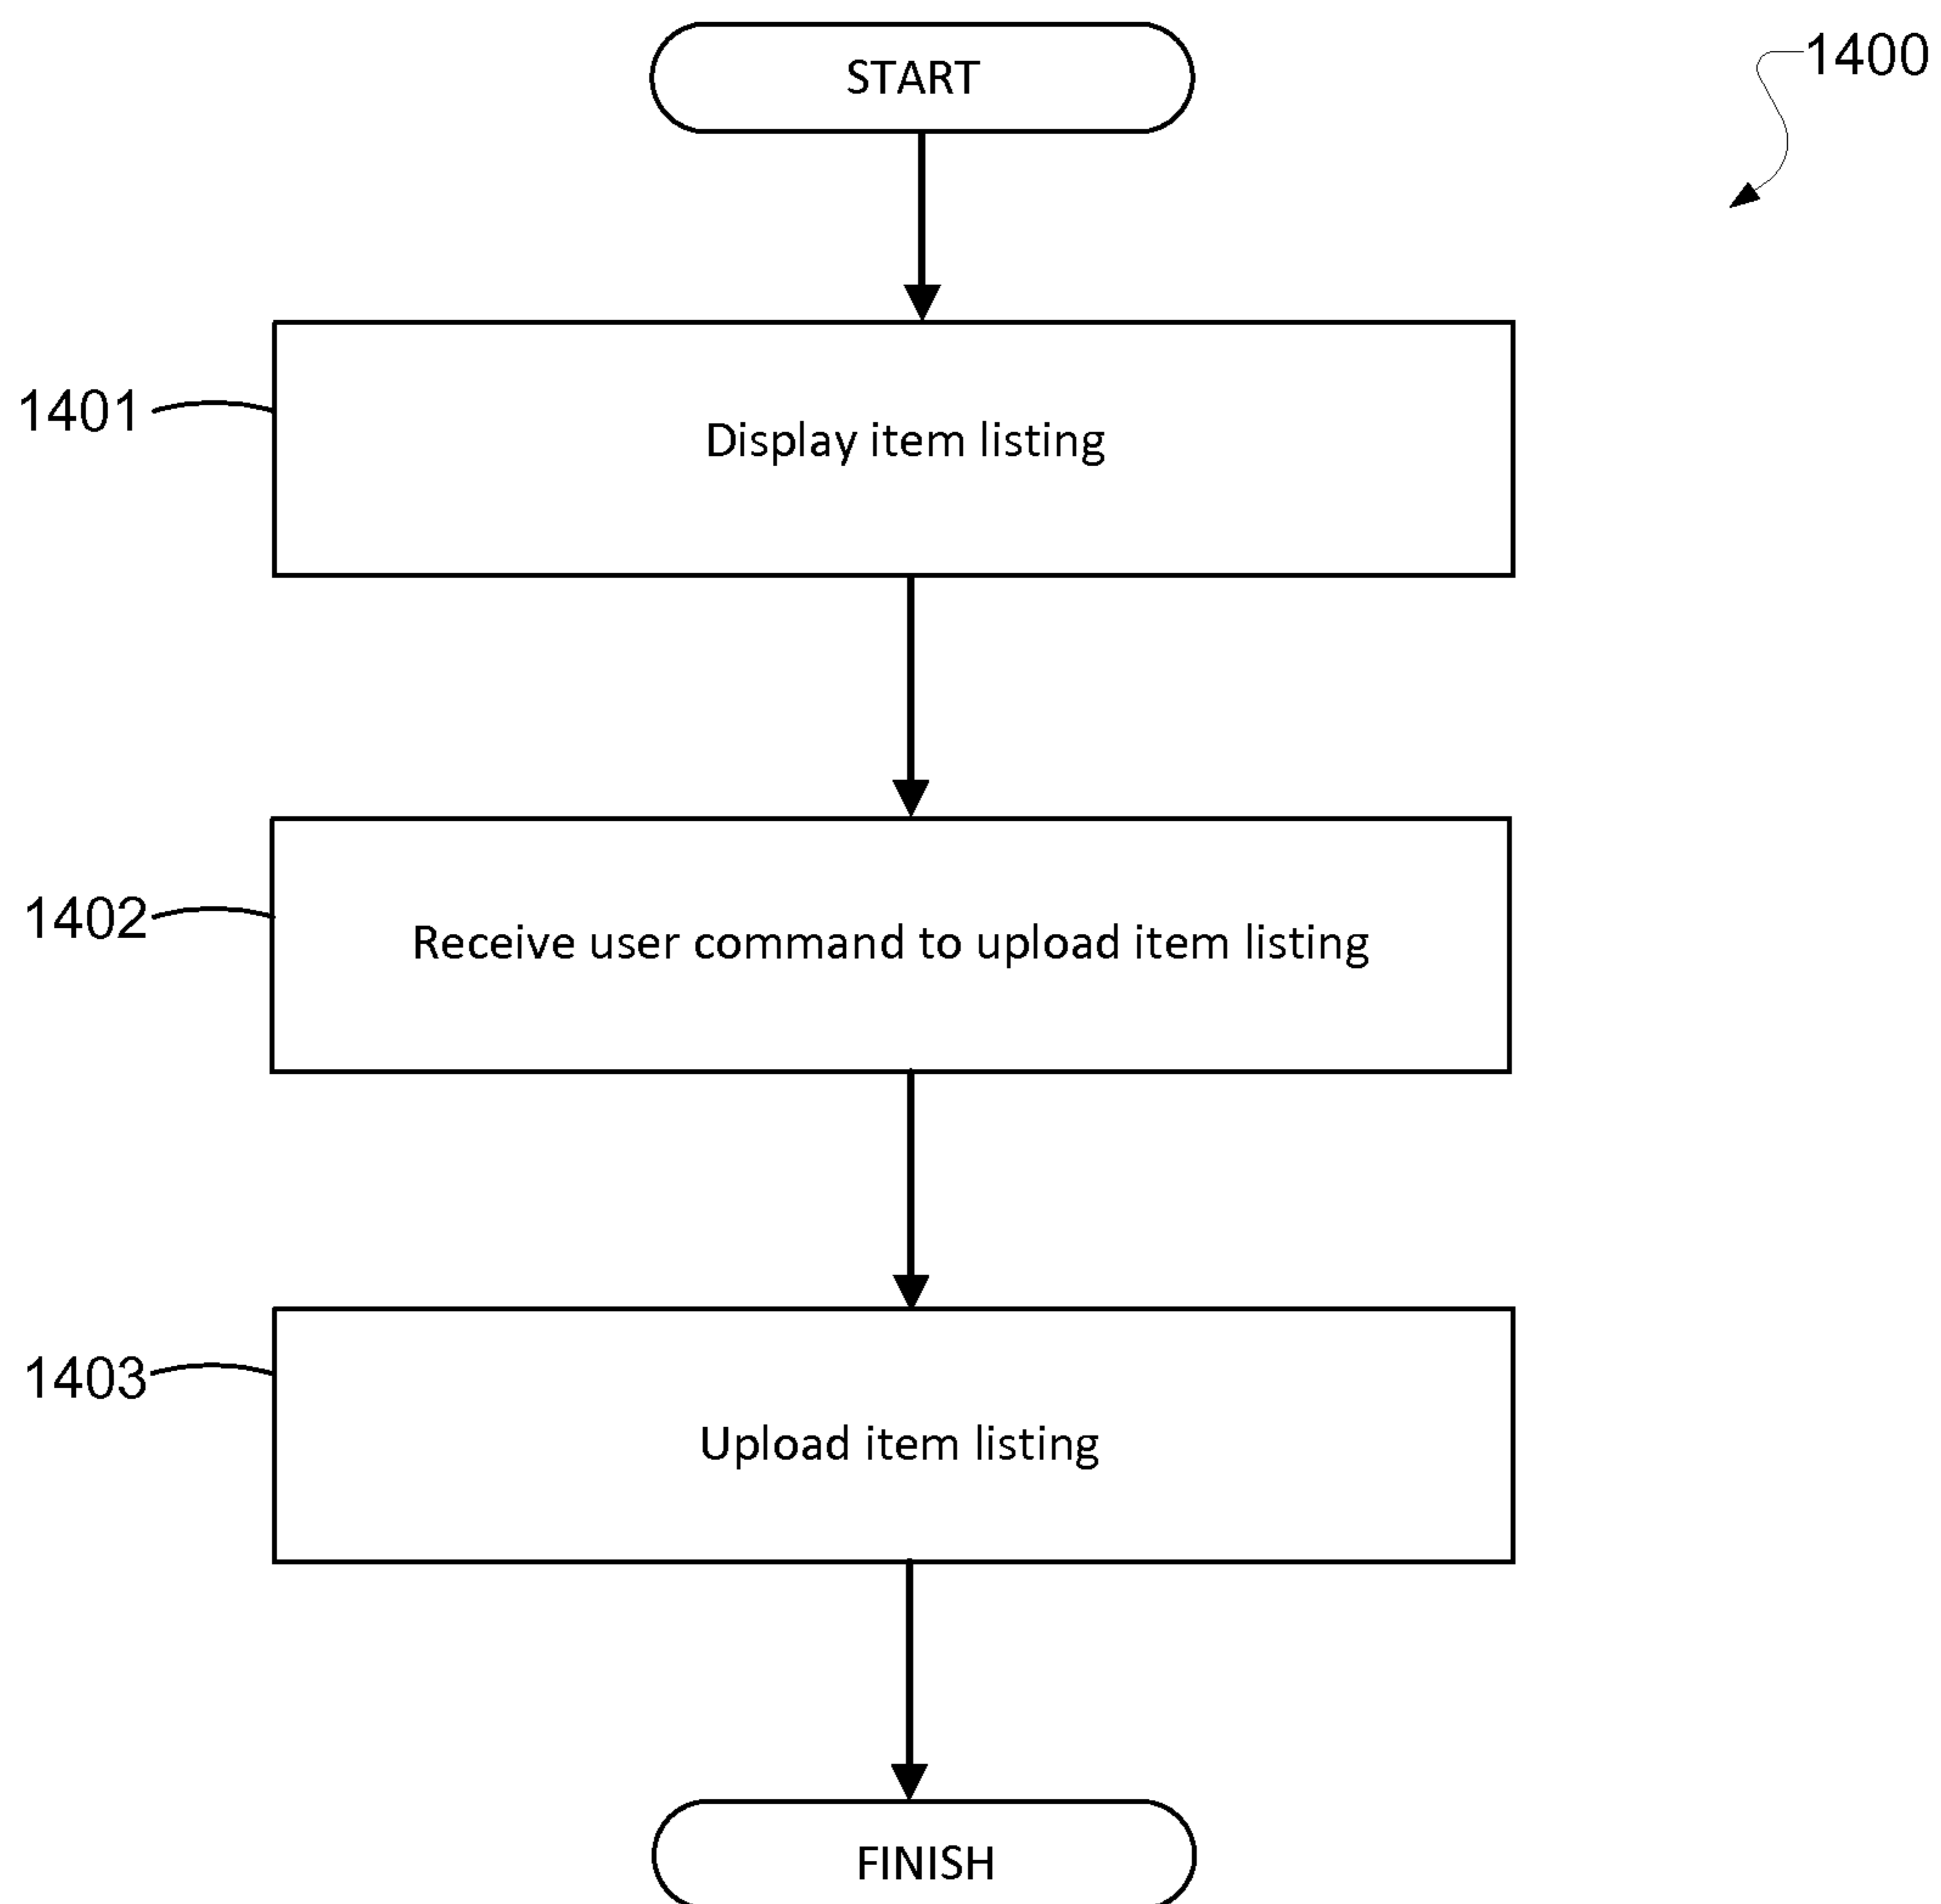 START
1400
1401
Display item listing
1402
Receive user command to upload item listing
1403
Upload item listing
FINISH